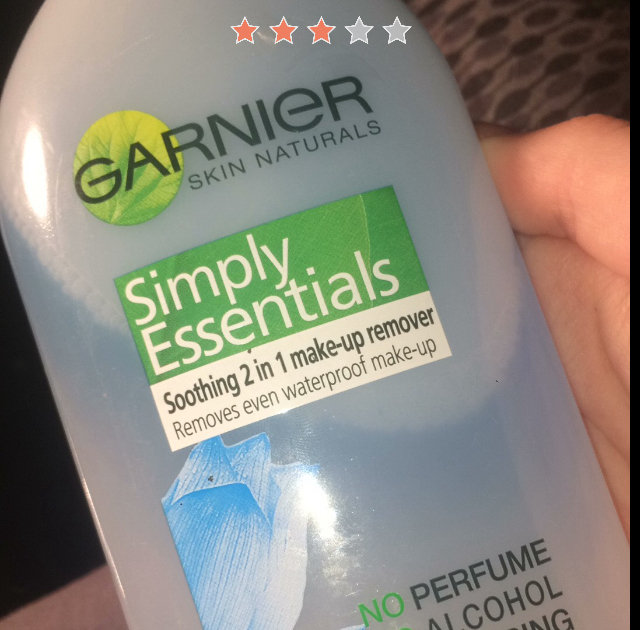 GARNIER
SKIN NATURALS
Simply
Essentials
Soothing 2 in 1 make-up remover
Removes even waterproof make-up
NO PERFUME
ALCOHOL